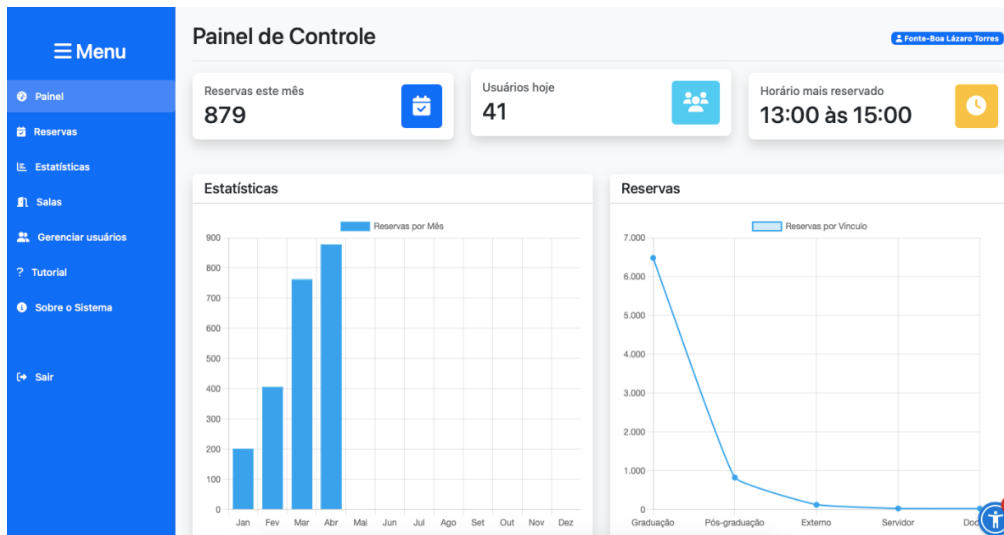 Menu
Painel
Reservas
Estatísticas
Salas
Gerenciar usuários
? Tutorial
Sobre o Sistema
Sair
Painel de Controle
Fonte-Boa Lázaro Torres
Reservas este mês
879
Usuários hoje
41
Horário mais reservado
13:00 às 15:00
Estatísticas
Reservas por Mês
900
800
700
600
500
400
300
200
100
0
Jan Fev Mar Abr Mai Jun Jul Ago Set Out Nov Dez
Reservas
Reservas por Vínculo
7.000
6.000
5.000
4.000
3.000
2.000
1.000
0
Graduação Pós-graduação Externo Servidor